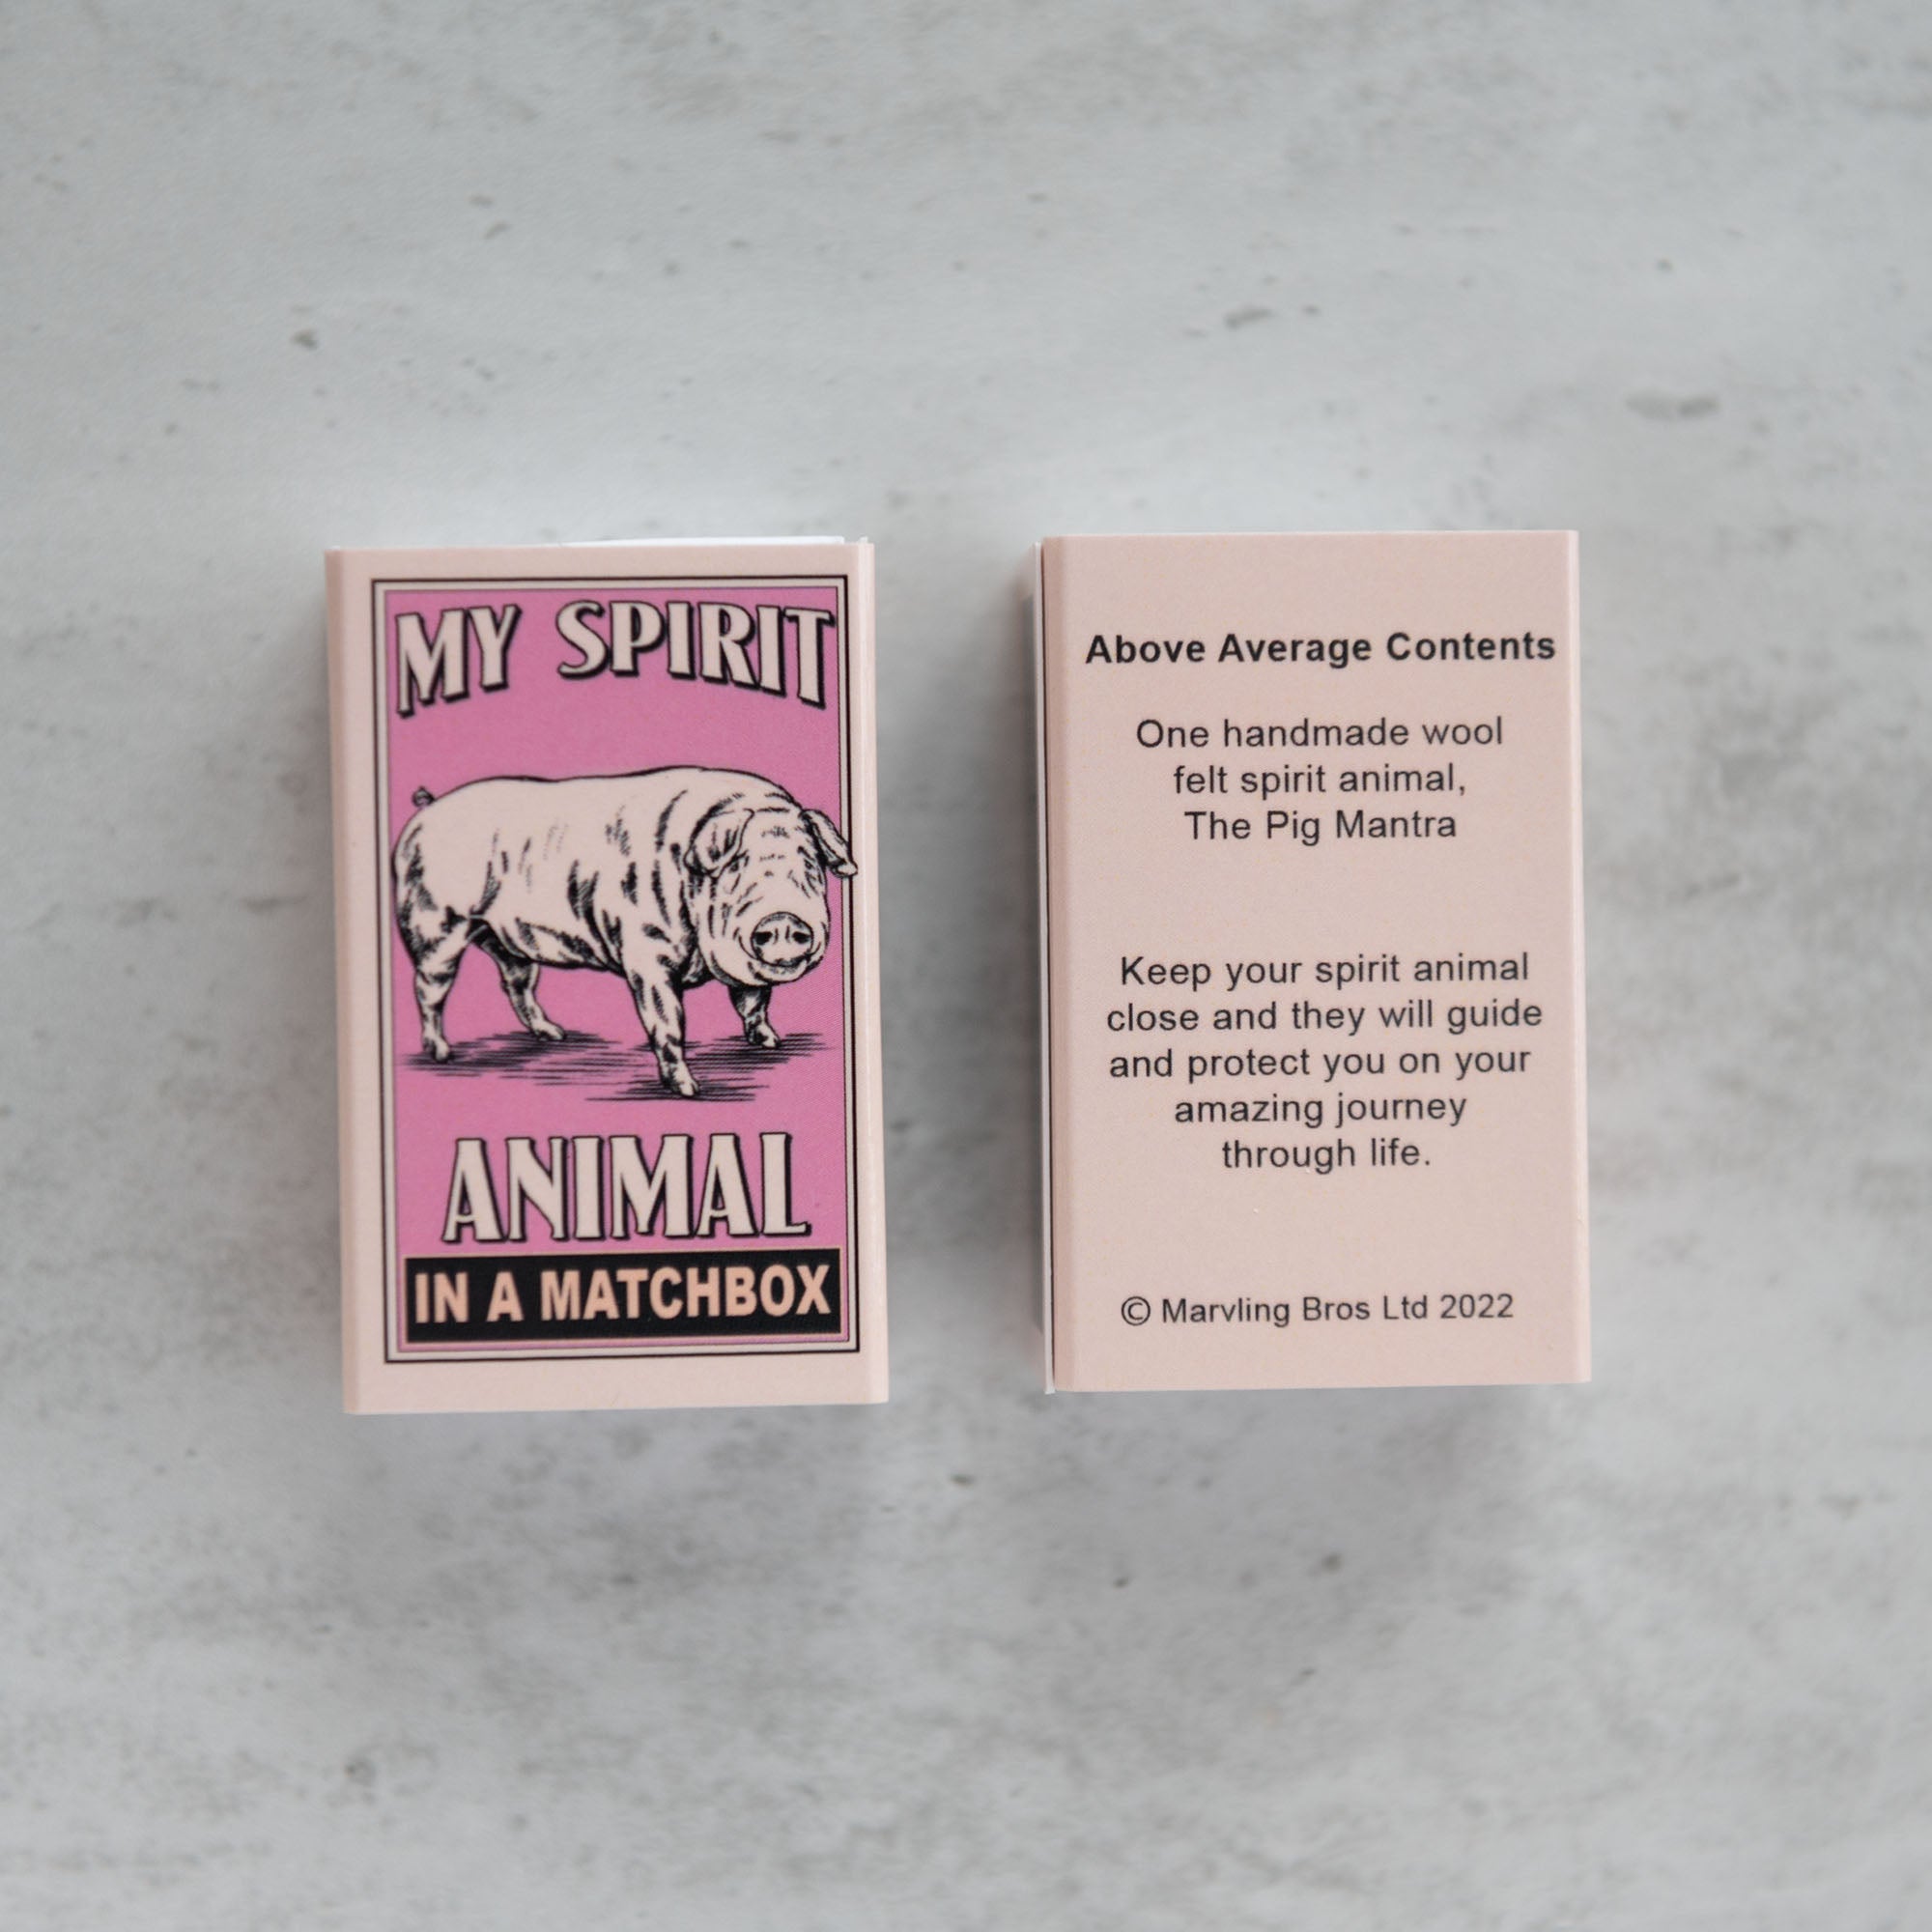 MY SPIRIT
ANIMAL
IN A MATCHBOX
Above Average Contents
One handmade wool
felt spirit animal,
The Pig Mantra
Keep your spirit animal
close and they will guide
and protect you on your
amazing journey
through life.
© Marvling Bros Ltd 2022